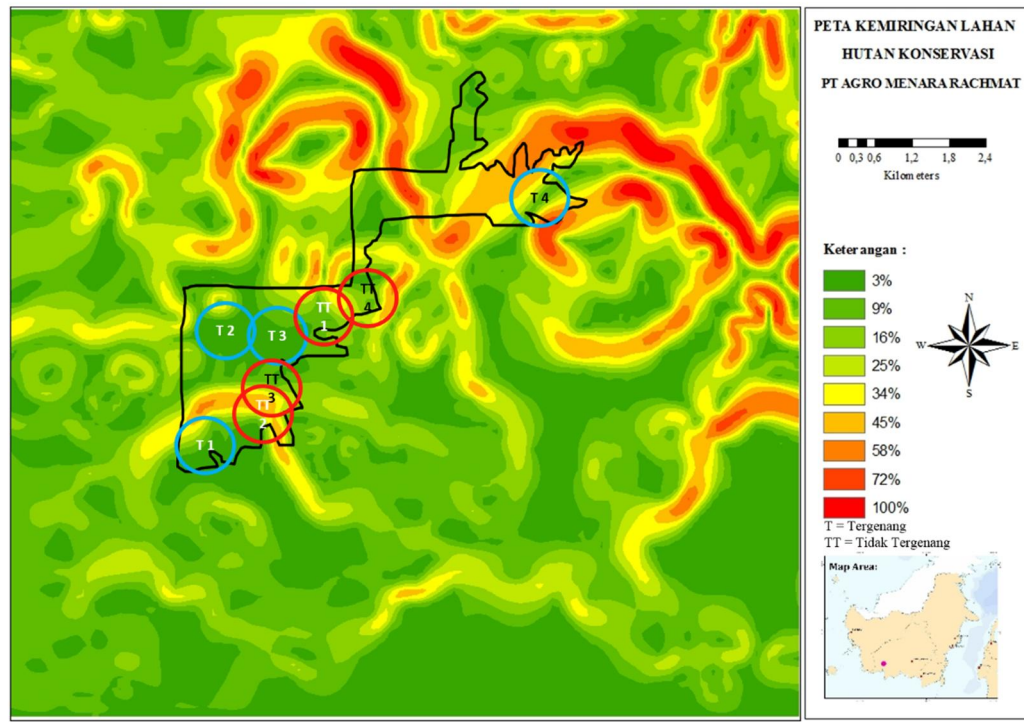 PETA KEMIRINGAN LAHAN
HUTAN KONSERVASI
PT AGRO MENARA RACHMAT
0 0,3 0,6 1,2 1,8 2,4
Kilometers
Keterangan :
3%
9%
16%
25%
34%
45%
58%
72%
100%
T = Tergenang
TT = Tidak Tergenang
N
W E
S
Map Area:
T 4
TT
4
TT
1
T 2
T 3
TT
3
TT
2
T 1